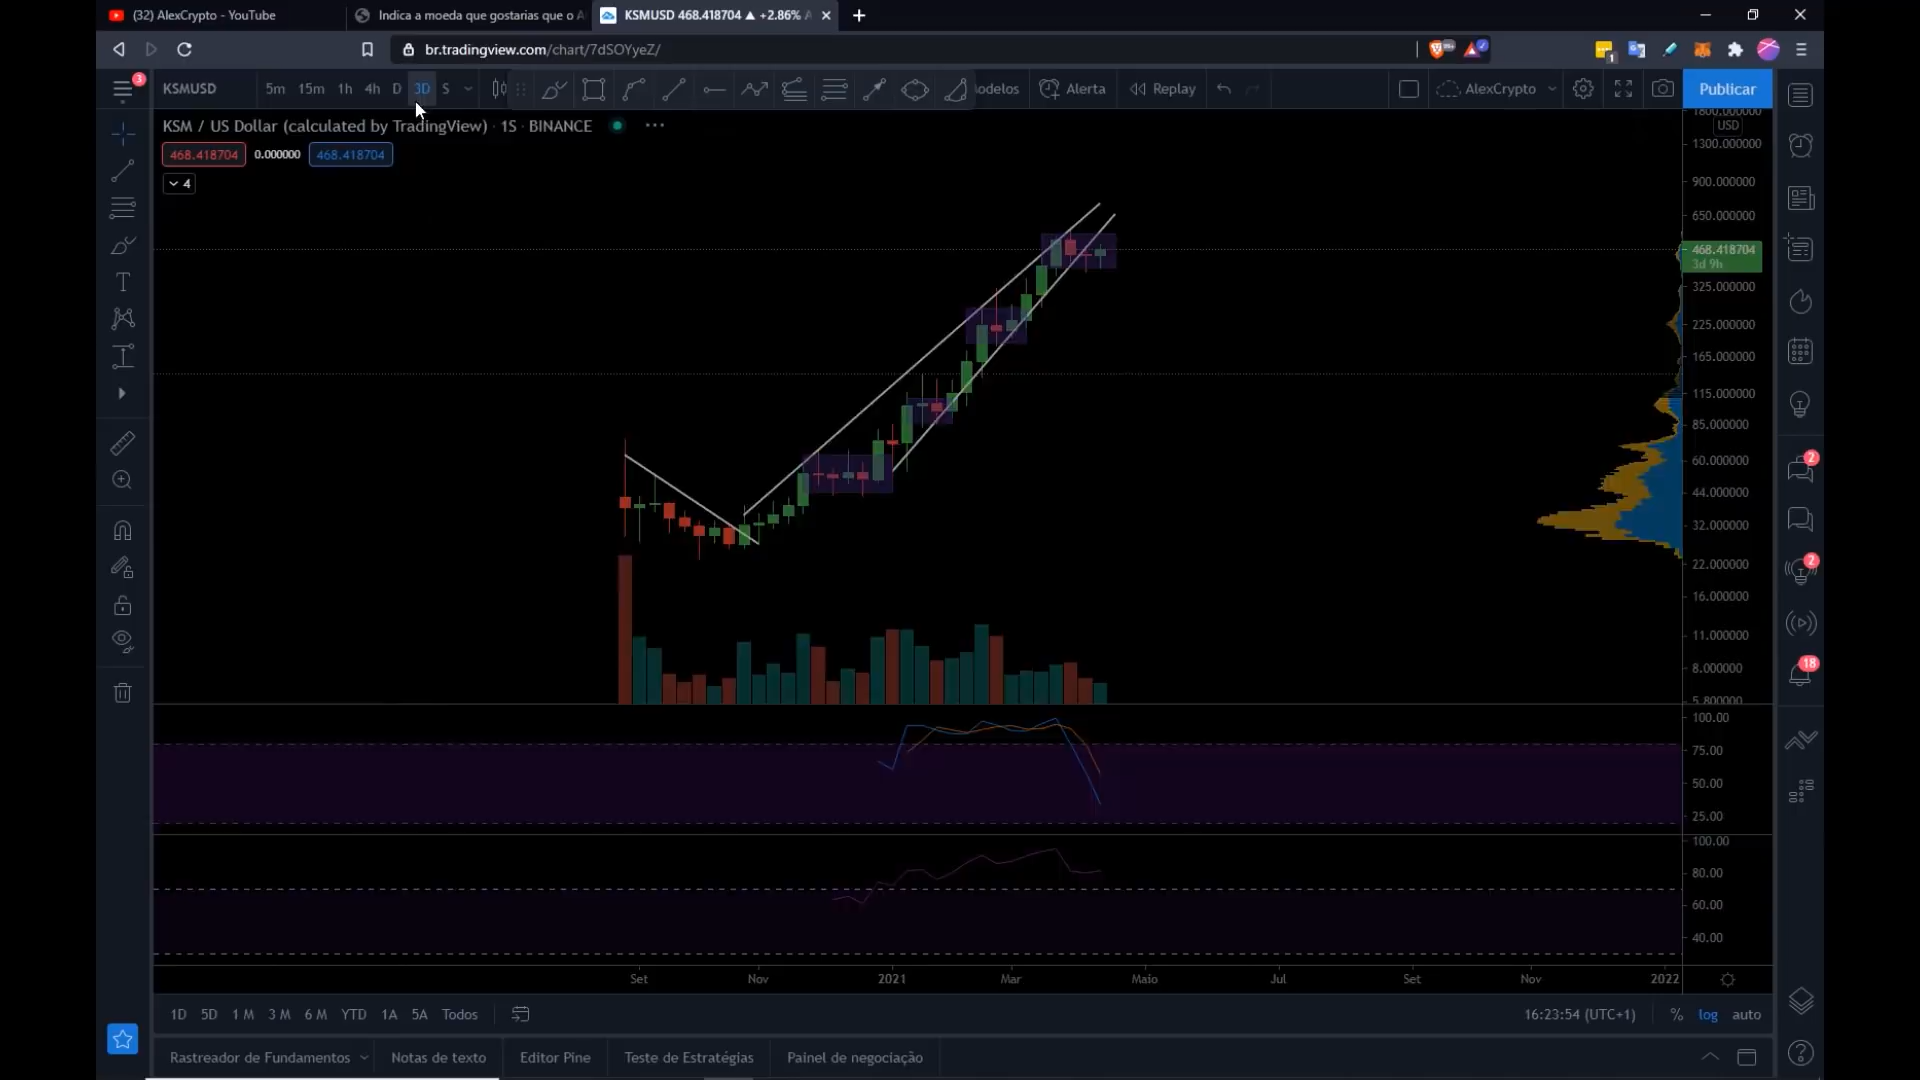 (32) AlexCrypto - YouTube
Indica a moeda que gostarias que o A
KSMUSD 468.418704 ▲ +2.86% A
br.tradingview.com/chart/7dSOYyeZ/
1
3
KSMUSD
5m 15m 1h 4h D 3D S
odelos
Alerta
Replay
AlexCrypto
Publicar
KSM / US Dollar (calculated by TradingView) · 1S · BINANCE
468.418704 0.000000 468.418704
4
1800.000000
USD
1300.000000
900.000000
650.000000
468.418704
3d 9h
325.000000
225.000000
165.000000
115.000000
85.000000
60.000000
44.000000
32.000000
22.000000
16.000000
11.000000
8.000000
5.800000
100.00
75.00
50.00
25.00
100.00
80.00
60.00
40.00
2
2
18
Set Nov 2021 Mar Maio Jul Set Nov 2022
1D 5D 1 M 3 M 6 M YTD 1A 5A Todos
16:23:54 (UTC+1) % log auto
Rastreador de Fundamentos Notas de texto Editor Pine Teste de Estratégias Painel de negociação